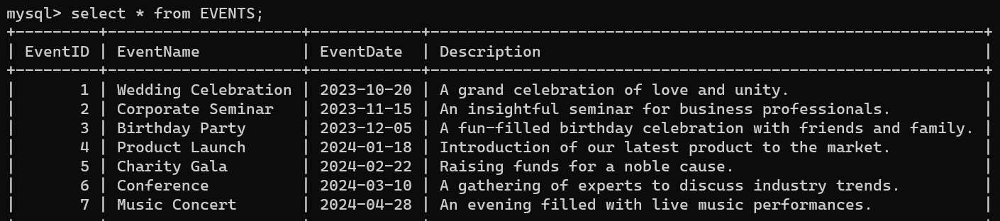 mysql> select * from EVENTS;
+---------+---------------------+------------+------------------------------------------------------------+
| EventID | EventName           | EventDate  | Description                                                |
+---------+---------------------+------------+------------------------------------------------------------+
|       1 | Wedding Celebration | 2023-10-20 | A grand celebration of love and unity.                     |
|       2 | Corporate Seminar   | 2023-11-15 | An insightful seminar for business professionals.          |
|       3 | Birthday Party      | 2023-12-05 | A fun-filled birthday celebration with friends and family. |
|       4 | Product Launch      | 2024-01-18 | Introduction of our latest product to the market.          |
|       5 | Charity Gala        | 2024-02-22 | Raising funds for a noble cause.                           |
|       6 | Conference          | 2024-03-10 | A gathering of experts to discuss industry trends.         |
|       7 | Music Concert       | 2024-04-28 | An evening filled with live music performances.            |